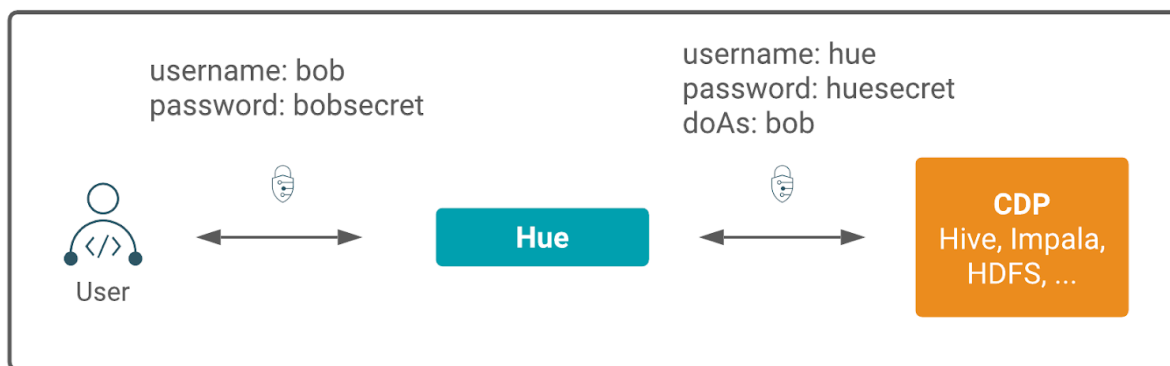 username: bob
password: bobsecret
username: hue
password: huesecret
doAs: bob
</>
User
Hue
CDP
Hive, Impala,
HDFS, ...